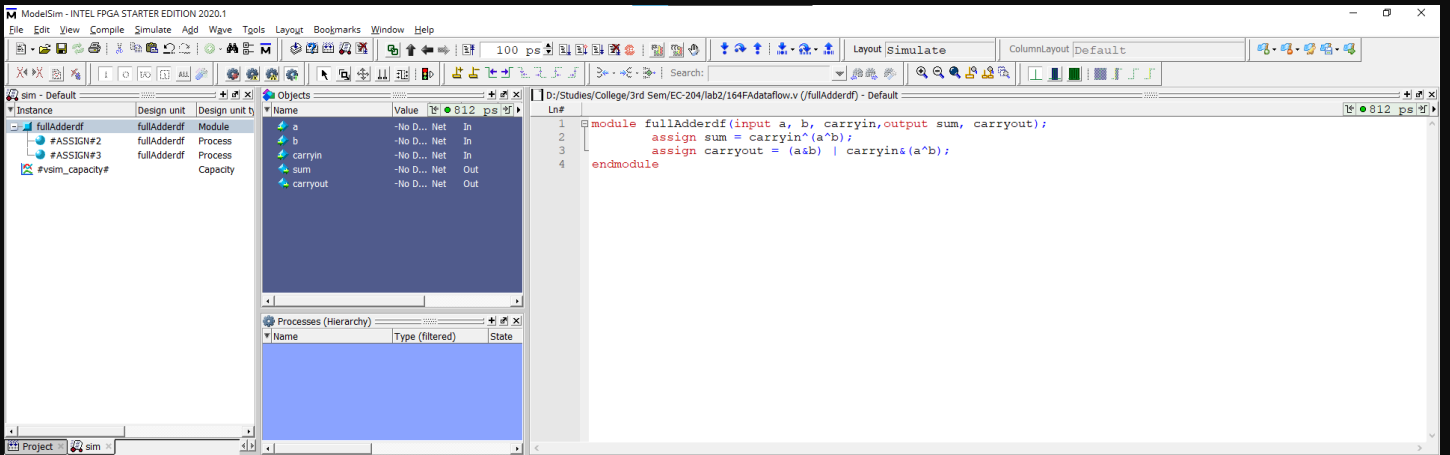 ModelSim - INTEL FPGA STARTER EDITION 2020.1
File Edit View Compile Simulate Add Wave Tools Layout Bookmarks Window Help
100 ps
Layout Simulate
ColumnLayout Default
Search:
sim - Default
Instance Design unit Design unit ty
fullAdderdf fullAdderdf Module
#ASSIGN#2 fullAdderdf Process
#ASSIGN#3 fullAdderdf Process
#vsim_capacity# Capacity
Project sim
Objects
Name Value 812 ps
a -No D... Net In
b -No D... Net In
carryin -No D... Net In
sum -No D... Net Out
carryout -No D... Net Out
Processes (Hierarchy)
Name Type (filtered) State
D:/Studies/College/3rd Sem/EC-204/lab2/164FAdataflow.v (/fullAdderdf) - Default
Ln# 812 ps
1 module fullAdderdf(input a, b, carryin,output sum, carryout);
2 assign sum = carryin^(a^b);
3 assign carryout = (a&b) | carryin&(a^b);
4 endmodule